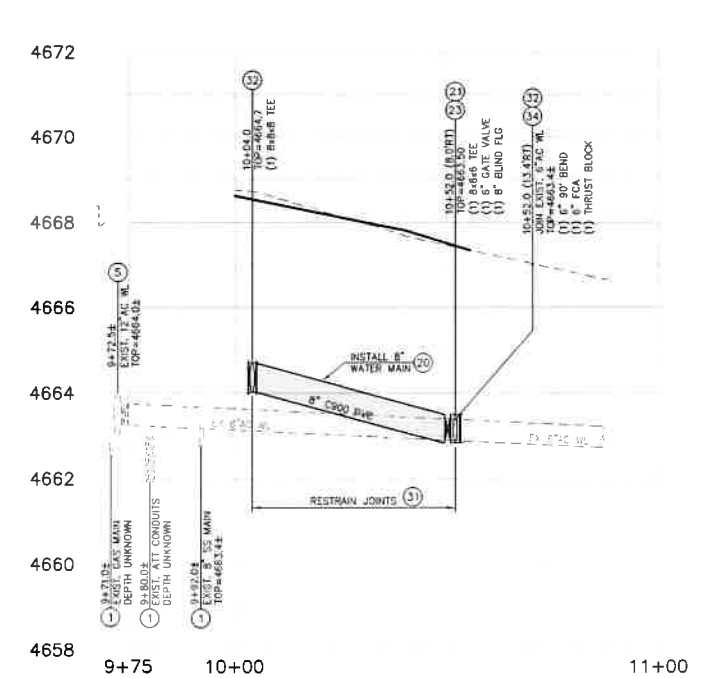 4672
4670
4668
4666
4664
4662
4660
4658
9+75
10+00
11+00
32
10+04.0
TOP=4664.7
(1) 8x8x8 TEE
21
23
10+52.0 (8.0'RT)
TOP=4663.50
(1) 8x6x6 TEE
(1) 6" GATE VALVE
(1) 8" BLIND FLG
34
10+52.0 (13.4'RT)
JOIN EXIST. 6"AC WL
TOP=4663.4±
(1) 6" 90° BEND
(1) 6" FCA
(1) THRUST BLOCK
5
9+72.5±
EXIST. 12"AC WL
TOP=4664.0±
INSTALL 8"
WATER MAIN
20
8" C900 PVC
EX 6"AC WL
EX 6"AC WL
RESTRAIN JOINTS
31
9+71.0±
EXIST. GAS MAIN
DEPTH UNKNOWN
1
9+80.0±
EXIST. ATT CONDUITS
DEPTH UNKNOWN
1
9+92.0±
EXIST. 8" SS MAIN
TOP=4663.4±
1